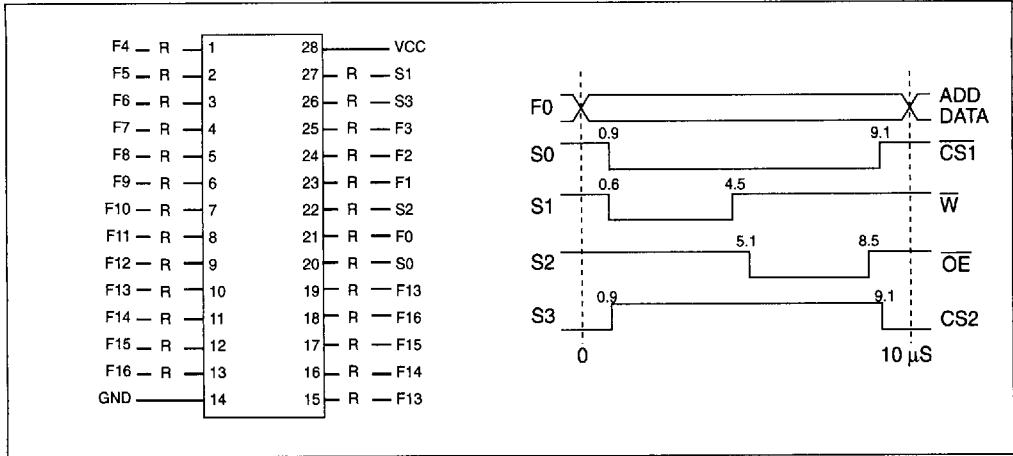 F4 — R — 1 28 — VCC
F5 — R — 2 27 — R — S1
F6 — R — 3 26 — R — S3
F7 — R — 4 25 — R — F3
F8 — R — 5 24 — R — F2
F9 — R — 6 23 — R — F1
F10 — R — 7 22 — R — S2
F11 — R — 8 21 — R — F0
F12 — R — 9 20 — R — S0
F13 — R — 10 19 — R — F13
F14 — R — 11 18 — R — F16
F15 — R — 12 17 — R — F15
F16 — R — 13 16 — R — F14
GND — 14 15 — R — F13
F0 ADD
DATA
0.9 9.1
S0 C̅S̅1̅
0.6 4.5
S1 W̅
5.1 8.5
S2 O̅E̅
0.9 9.1
S3 CS2
0 10 µS